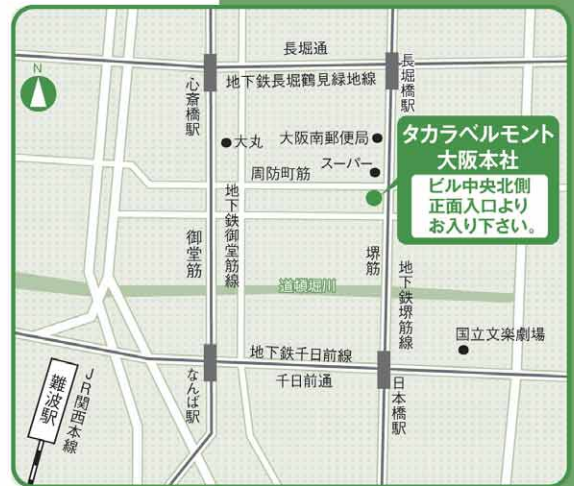 長堀通
地下鉄長堀鶴見緑地線
心斎橋駅
長堀橋駅
N
大丸
大阪南郵便局
スーパー
周防町筋
タカラベルモント
大阪本社
ビル中央北側
正面入口より
お入り下さい。
御堂筋
地下鉄御堂筋線
堺筋
地下鉄堺筋線
道頓堀川
国立文楽劇場
地下鉄千日前線
千日前通
なんば駅
日本橋駅
難波駅
JR関西本線